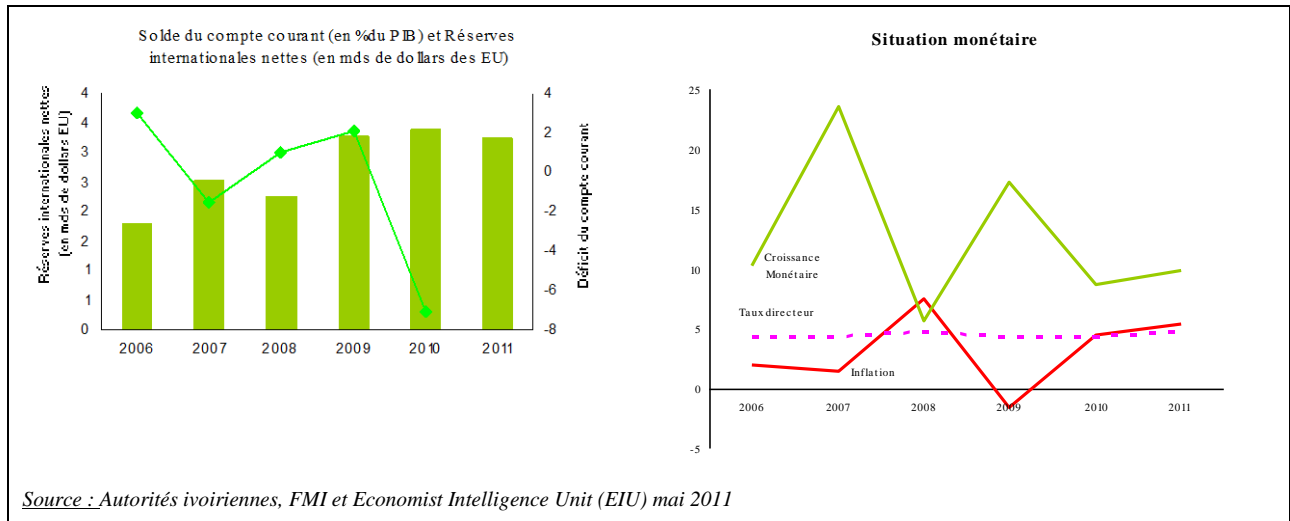 Solde du compte courant (en %du PIB) et Réserves
internationales nettes (en mds de dollars des EU)
Réserves internationales nettes
(en mds de dollars EU)
4
4
3
3
2
2
1
1
0
4
2
0
-2
-4
-6
-8
Déficit du compte courant
2006 2007 2008 2009 2010 2011
Situation monétaire
25
20
15
10
5
0
-5
Croissance
Monétaire
Taux directeur
Inflation
2006 2007 2008 2009 2010 2011
Source : Autorités ivoiriennes, FMI et Economist Intelligence Unit (EIU) mai 2011